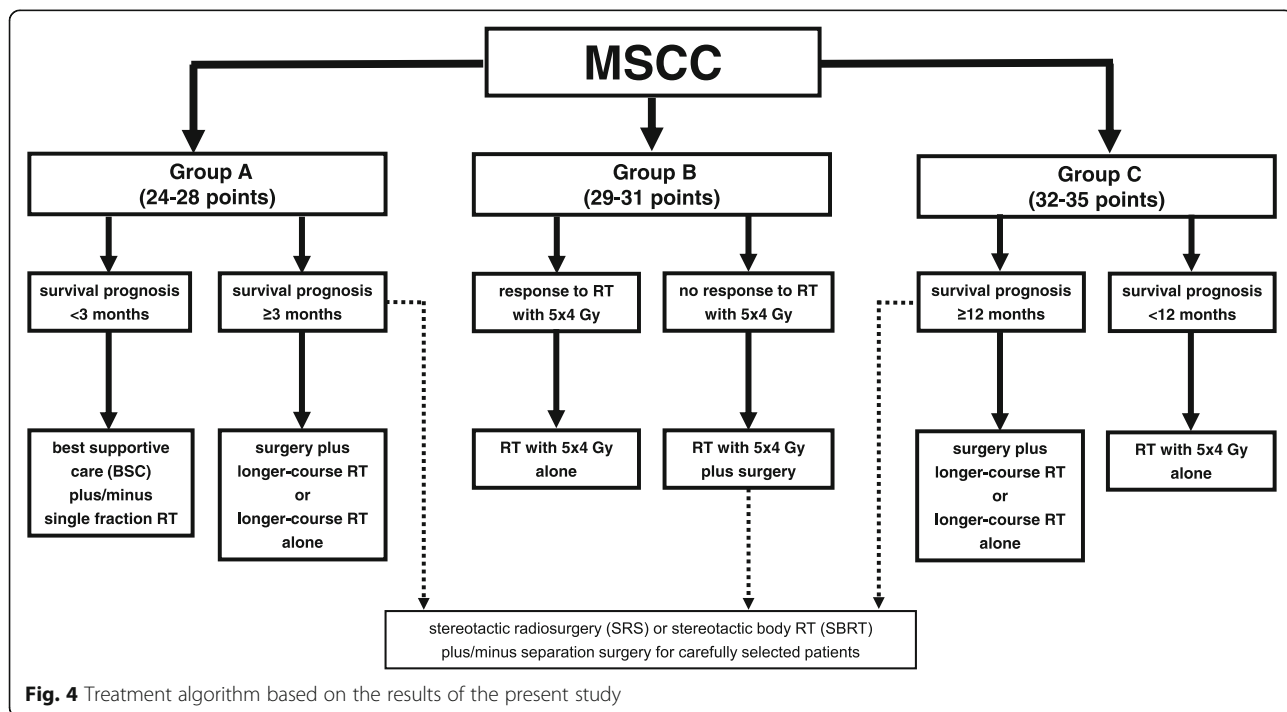 MSCC
Group A
(24-28 points)
Group B
(29-31 points)
Group C
(32-35 points)
survival prognosis
<3 months
survival prognosis
≥3 months
response to RT
with 5x4 Gy
no response to RT
with 5x4 Gy
survival prognosis
≥12 months
survival prognosis
<12 months
best supportive
care (BSC)
plus/minus
single fraction RT
surgery plus
longer-course RT
or
longer-course RT
alone
RT with 5x4 Gy
alone
RT with 5x4 Gy
plus surgery
surgery plus
longer-course RT
or
longer-course RT
alone
RT with 5x4 Gy
alone
stereotactic radiosurgery (SRS) or stereotactic body RT (SBRT)
plus/minus separation surgery for carefully selected patients
Fig. 4 Treatment algorithm based on the results of the present study